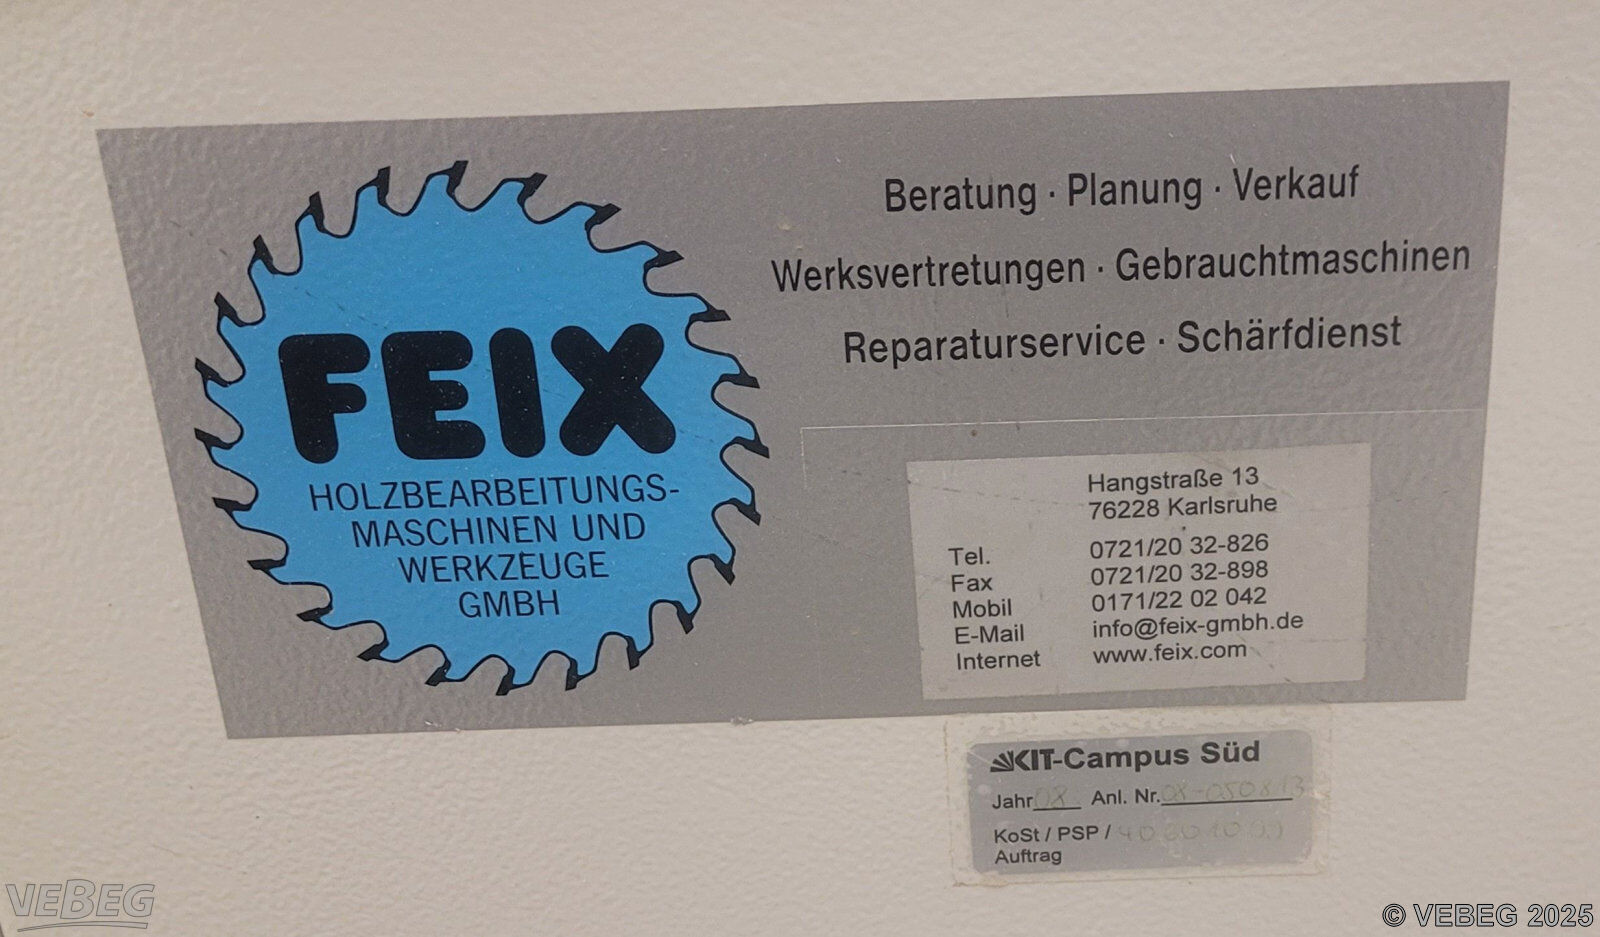 FEIX
HOLZBEARBEITUNGS-
MASCHINEN UND
WERKZEUGE
GMBH
Beratung · Planung · Verkauf
Werksvertretungen · Gebrauchtmaschinen
Reparaturservice · Schärfdienst
Hangstraße 13
76228 Karlsruhe
Tel. 0721/20 32-826
Fax 0721/20 32-898
Mobil 0171/22 02 042
E-Mail info@feix-gmbh.de
Internet www.feix.com
KIT-Campus Süd
Jahr 08 Anl. Nr.
KoSt / PSP /
Auftrag
VEBEG
© VEBEG 2025